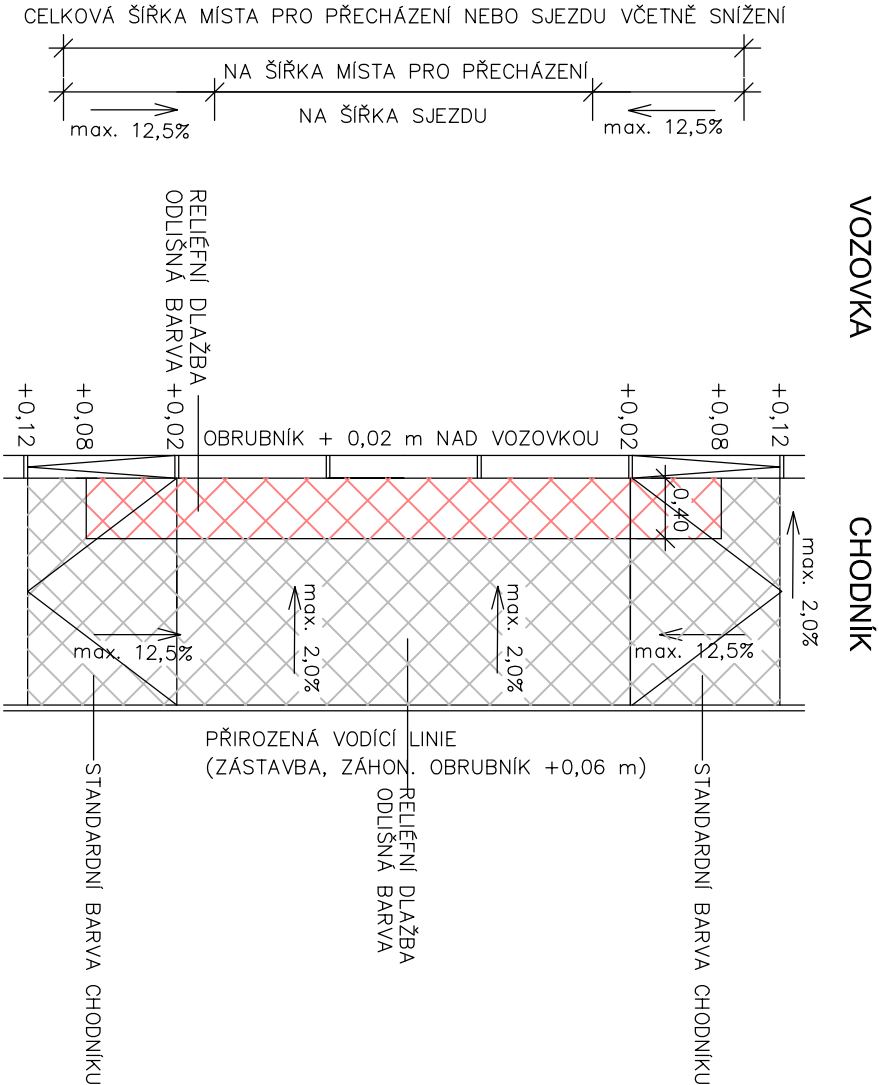 CELKOVÁ ŠÍŘKA MÍSTA PRO PŘECHÁZENÍ NEBO SJEZDU VČETNĚ SNÍŽENÍ
NA ŠÍŘKA MÍSTA PRO PŘECHÁZENÍ
NA ŠÍŘKA SJEZDU
max. 12,5%
max. 12,5%
VOZOVKA
RELIÉFNÍ DLAŽBA
ODLIŠNÁ BARVA
+0,12
+0,08
+0,02
OBRUBNÍK + 0,02 m NAD VOZOVKOU
+0,02
+0,08
+0,12
0,40
CHODNÍK
max. 2,0%
max. 12,5%
max. 2,0%
max. 2,0%
max. 12,5%
PŘIROZENÁ VODÍCÍ LINIE
(ZÁSTAVBA, ZÁHON. OBRUBNÍK +0,06 m)
STANDARDNÍ BARVA CHODNÍKU
RELIÉFNÍ DLAŽBA
ODLIŠNÁ BARVA
STANDARDNÍ BARVA CHODNÍKU